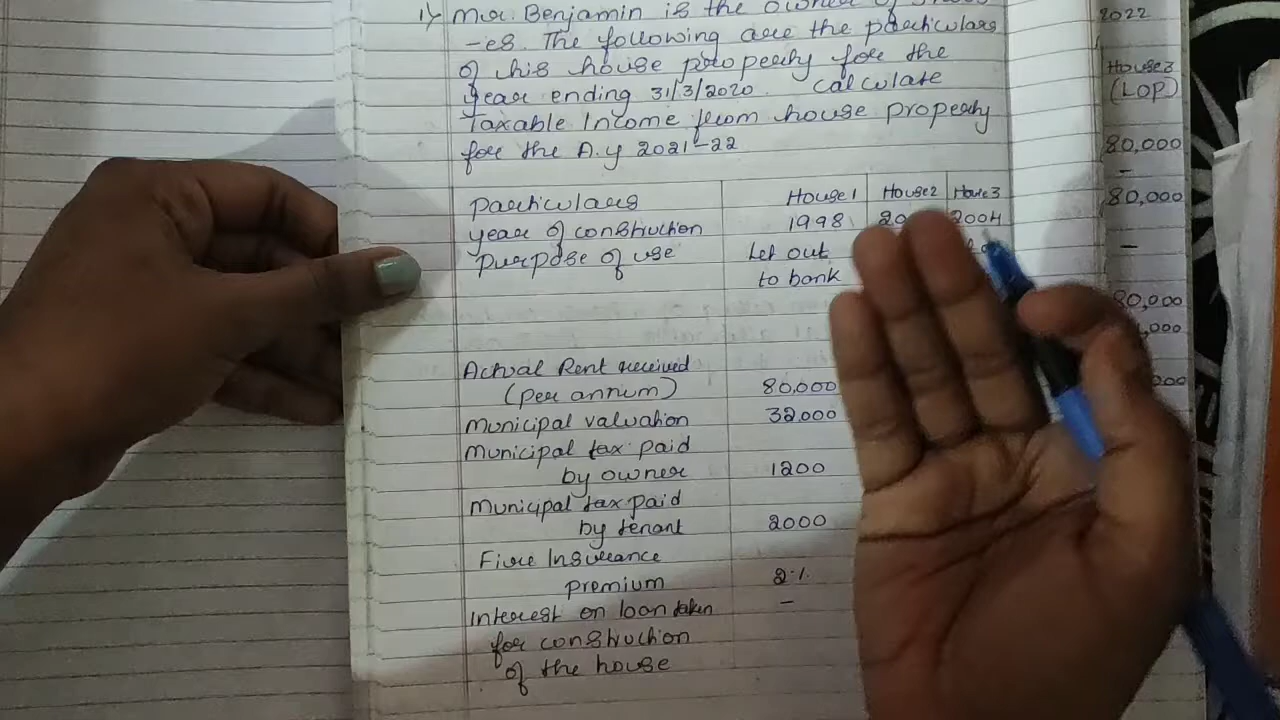 1) Mr. Benjamin is the owner of
-es. The following are the particulars
of his house property for the
year ending 31/3/2020. Calculate
Taxable Income from house property
for the A.y 2021-22
particulars House 1 House2 House3
year of construction 1998 2004
purpose of use Let out
to bank
Actual Rent received
(per annum) 80,000
Municipal valuation 32,000
Municipal tax paid
by owner 1200
Municipal tax paid
by tenant 2000
Fire Insurance
premium 2%
Interest on loan taken –
for construction
of the house
2022
House3
(LOP)
80,000
–
80,000
–
80,000